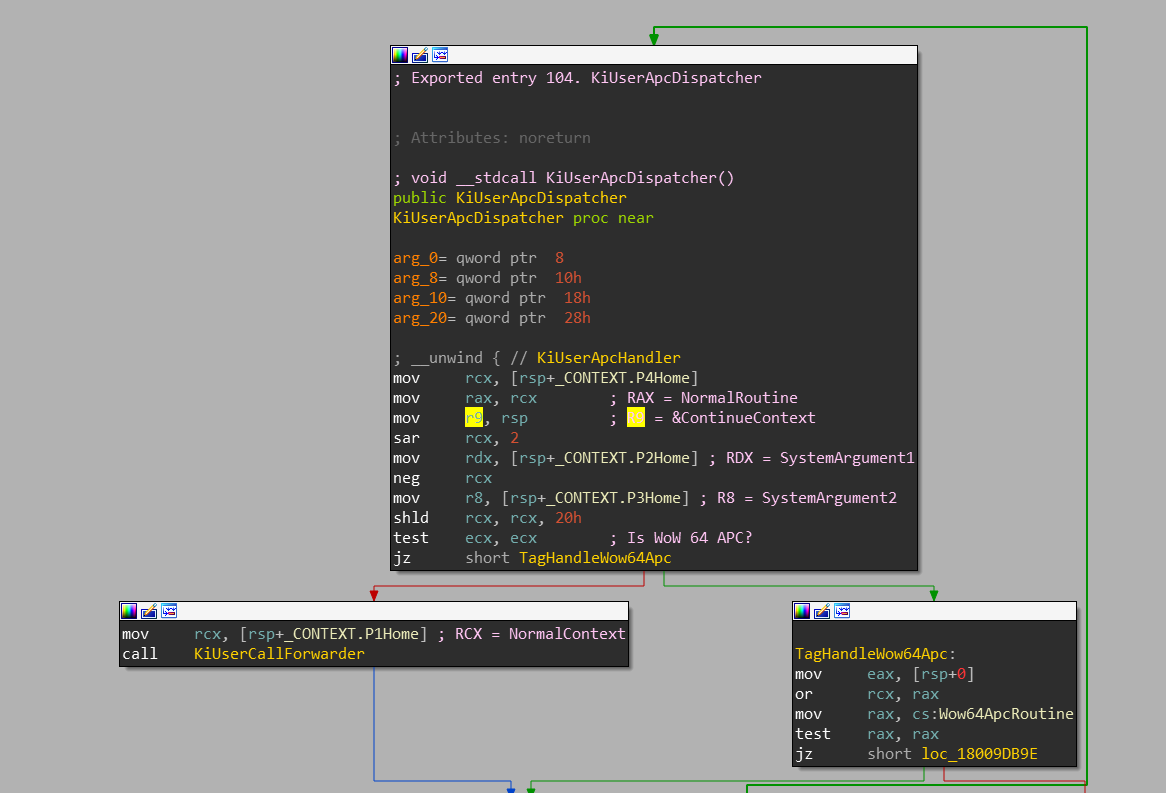 ; Exported entry 104. KiUserApcDispatcher
; Attributes: noreturn
; void __stdcall KiUserApcDispatcher()
public KiUserApcDispatcher
KiUserApcDispatcher proc near
arg_0= qword ptr  8
arg_8= qword ptr  10h
arg_10= qword ptr  18h
arg_20= qword ptr  28h
; __unwind { // KiUserApcHandler
mov     rcx, [rsp+_CONTEXT.P4Home]
mov     rax, rcx        ; RAX = NormalRoutine
mov     r9, rsp         ; R9 = &ContinueContext
sar     rcx, 2
mov     rdx, [rsp+_CONTEXT.P2Home] ; RDX = SystemArgument1
neg     rcx
mov     r8, [rsp+_CONTEXT.P3Home] ; R8 = SystemArgument2
shld    rcx, rcx, 20h
test    ecx, ecx        ; Is WoW 64 APC?
jz      short TagHandleWow64Apc
mov     rcx, [rsp+_CONTEXT.P1Home] ; RCX = NormalContext
call    KiUserCallForwarder
TagHandleWow64Apc:
mov     eax, [rsp+0]
or      rcx, rax
mov     rax, cs:Wow64ApcRoutine
test    rax, rax
jz      short loc_18009DB9E